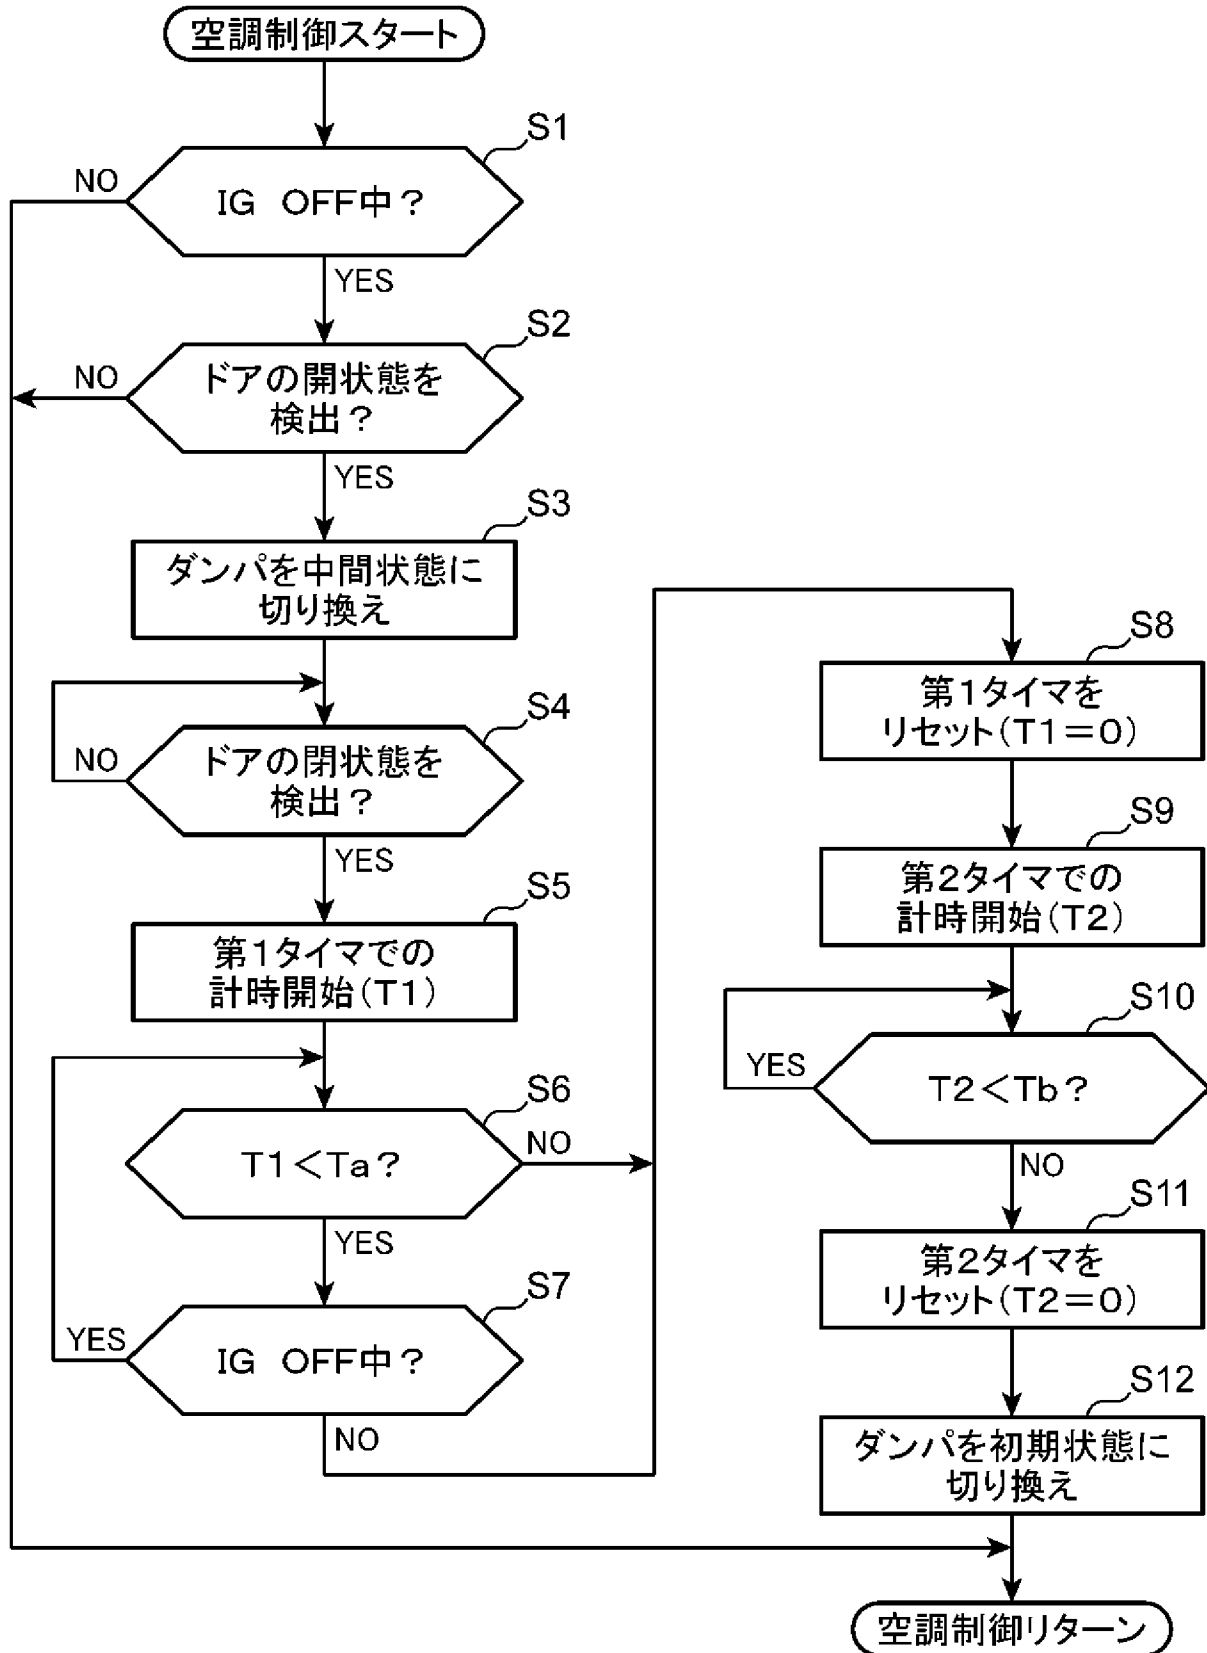 空調制御スタート
S1
IG OFF中？
NO
YES
S2
ドアの開状態を
検出？
NO
YES
S3
ダンパを中間状態に
切り換え
S4
ドアの閉状態を
検出？
NO
YES
S5
第１タイマでの
計時開始（Ｔ１）
S6
Ｔ１＜Ｔａ？
NO
YES
S7
IG OFF中？
YES
NO
S8
第１タイマを
リセット（Ｔ１＝０）
S9
第２タイマでの
計時開始（Ｔ２）
S10
Ｔ２＜Ｔｂ？
YES
NO
S11
第２タイマを
リセット（Ｔ２＝０）
S12
ダンパを初期状態に
切り換え
空調制御リターン